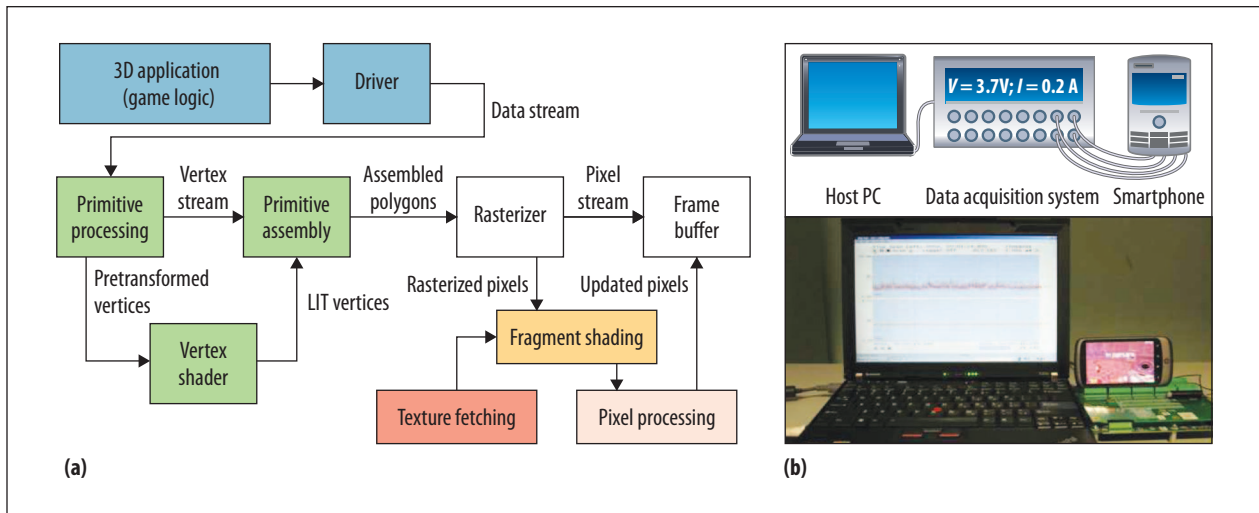 3D application
(game logic)
Driver
Data stream
Primitive
processing
Vertex
stream
Primitive
assembly
Assembled
polygons
Rasterizer
Pixel
stream
Frame
buffer
Pretransformed
vertices
LIT vertices
Rasterized pixels
Updated pixels
Vertex
shader
Fragment shading
Texture fetching
Pixel processing
(a)
V = 3.7V; I = 0.2 A
Host PC
Data acquisition system
Smartphone
(b)